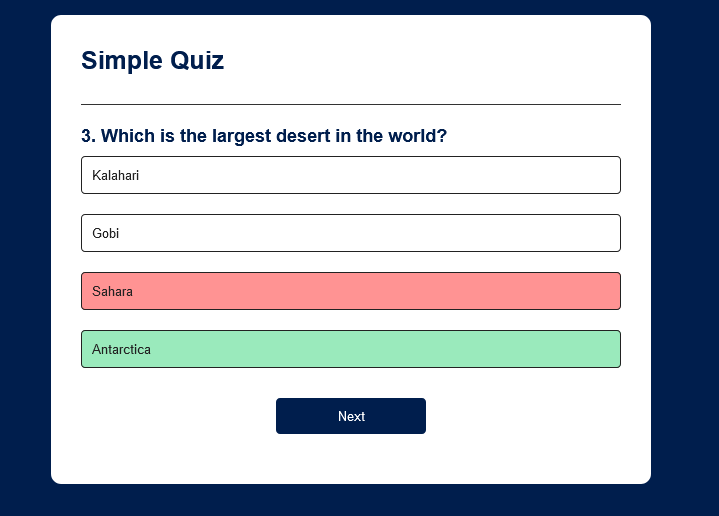 Simple Quiz
3. Which is the largest desert in the world?
Kalahari
Gobi
Sahara
Antarctica
Next